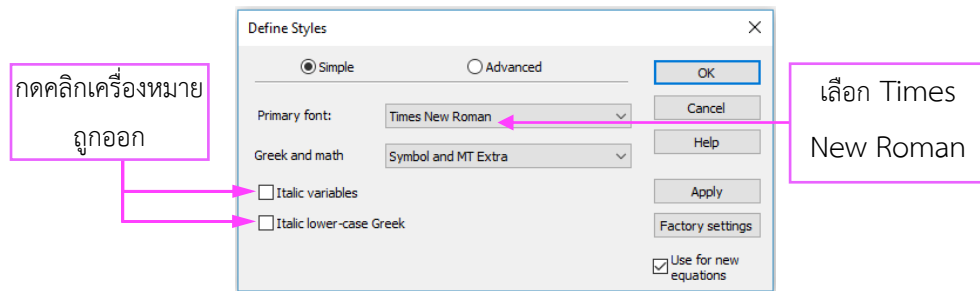 Define Styles
Simple
Advanced
OK
กดคลิกเครื่องหมาย
ถูกออก
Primary font:
Times New Roman
Cancel
เลือก Times
New Roman
Help
Greek and math
Symbol and MT Extra
Italic variables
Apply
Italic lower-case Greek
Factory settings
Use for new
equations